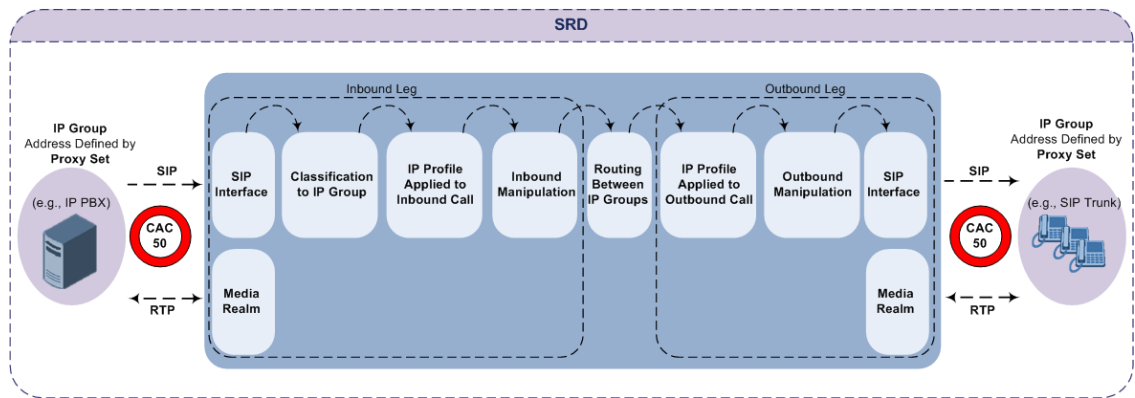 SRD
Inbound Leg
Outbound Leg
IP Group
Address Defined by
Proxy Set
(e.g., IP PBX)
SIP
CAC
50
RTP
SIP
Interface
Classification
to IP Group
IP Profile
Applied to
Inbound Call
Inbound
Manipulation
Routing
Between
IP Groups
IP Profile
Applied to
Outbound Call
Outbound
Manipulation
SIP
Interface
Media
Realm
Media
Realm
SIP
CAC
50
RTP
IP Group
Address Defined by
Proxy Set
(e.g., SIP Trunk)